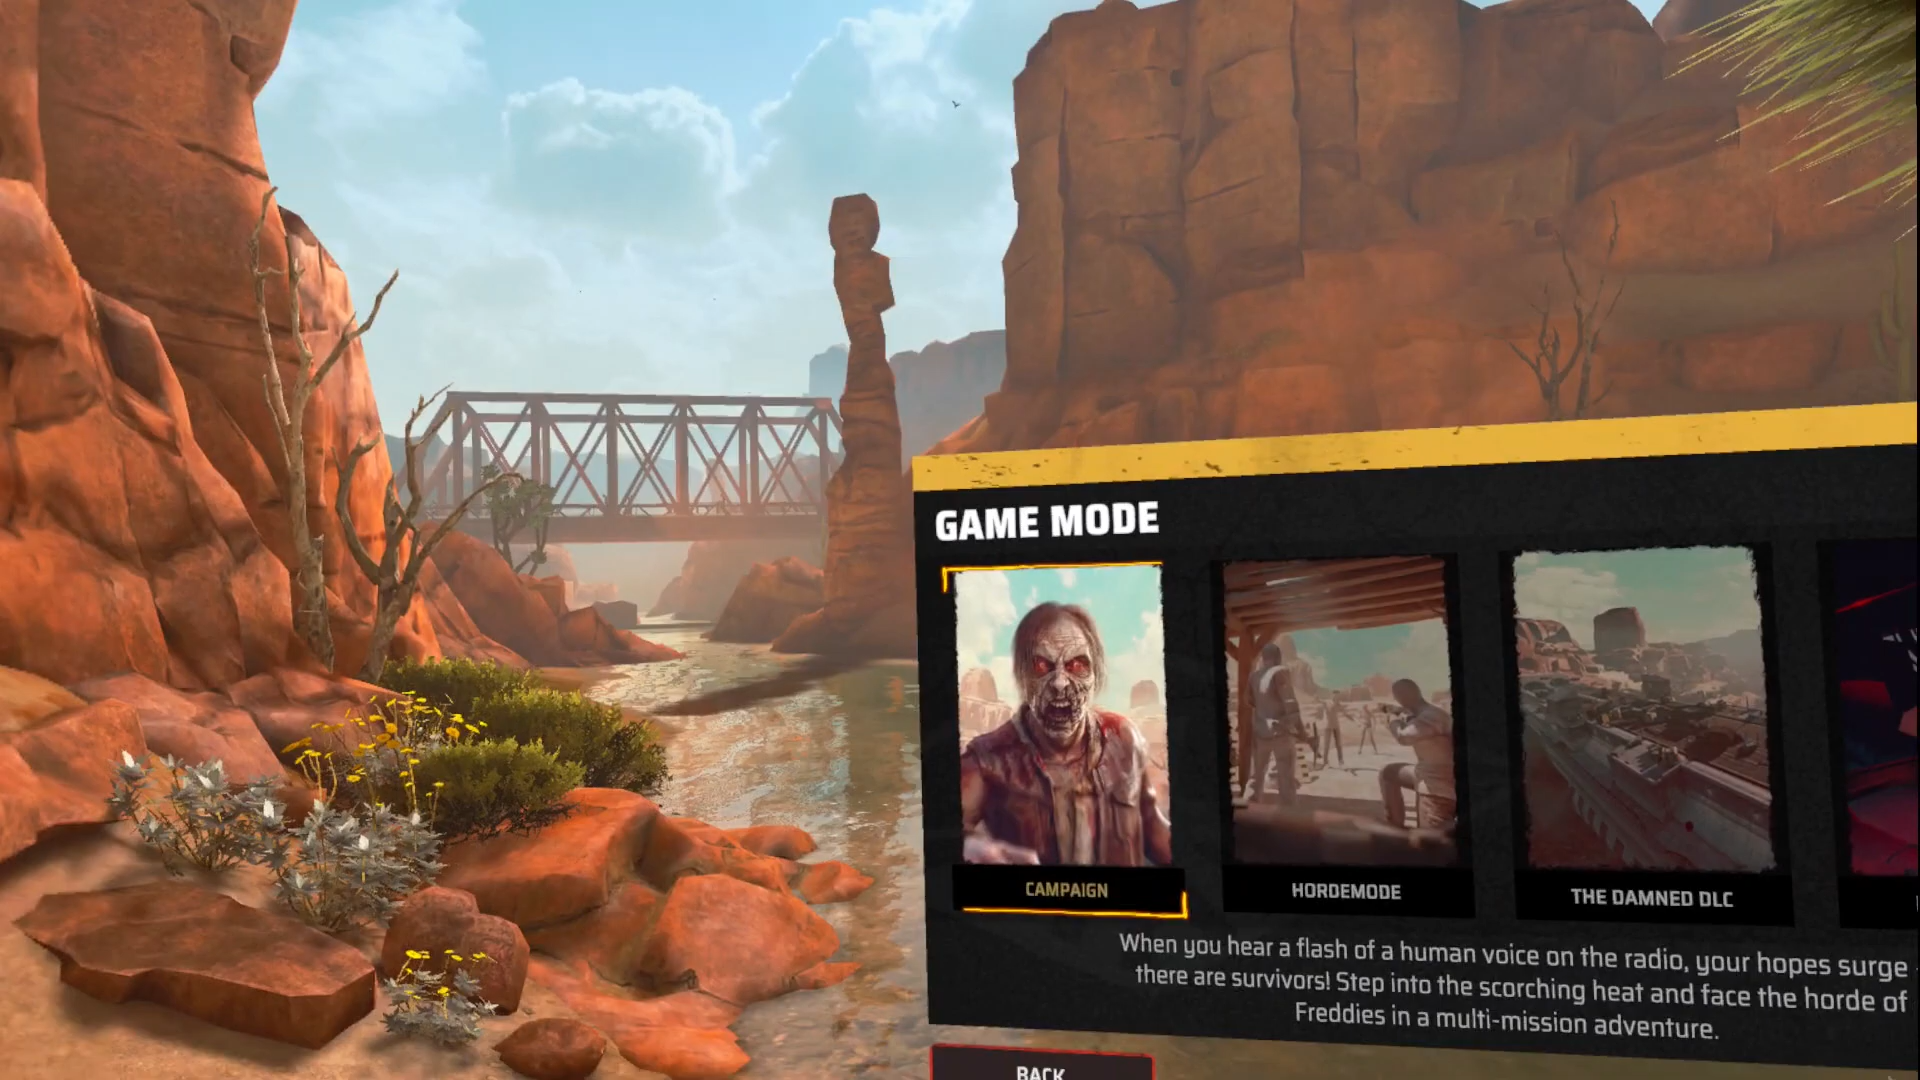 GAME MODE
CAMPAIGN
HORDEMODE
THE DAMNED DLC
When you hear a flash of a human voice on the radio, your hopes surge
there are survivors! Step into the scorching heat and face the horde of
Freddies in a multi-mission adventure.
BACK